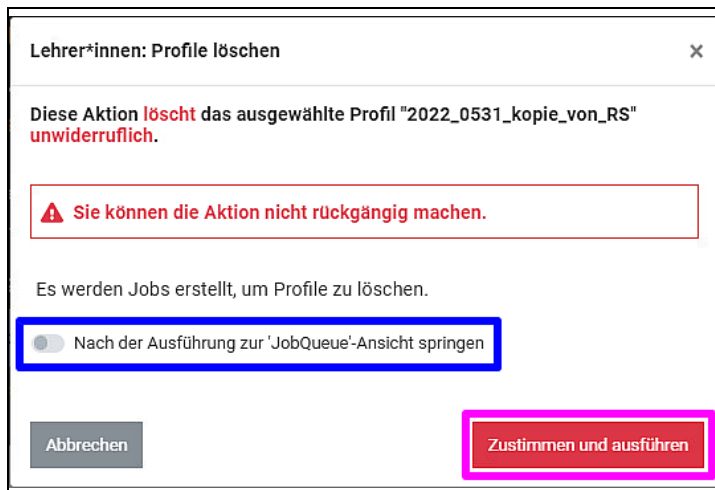 Lehrer*innen: Profile löschen ×
Diese Aktion löscht das ausgewählte Profil "2022_0531_kopie_von_RS"
unwiderruflich.
Sie können die Aktion nicht rückgängig machen.
Es werden Jobs erstellt, um Profile zu löschen.
Nach der Ausführung zur 'JobQueue'-Ansicht springen
Abbrechen
Zustimmen und ausführen